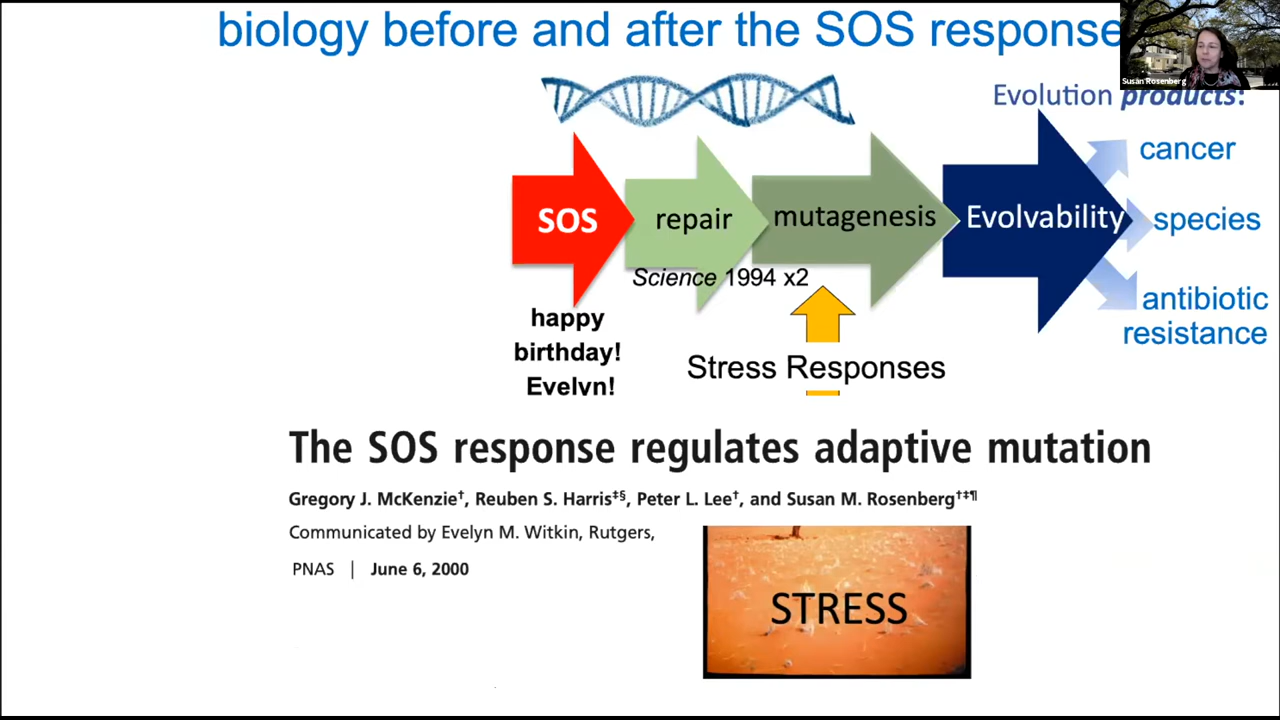 biology before and after the SOS response
Susan Rosenberg
Evolution products:
cancer
SOS
repair
mutagenesis
Evolvability
species
Science 1994 x2
antibiotic
resistance
happy
birthday!
Evelyn!
Stress Responses
The SOS response regulates adaptive mutation
Gregory J. McKenzie†, Reuben S. Harris‡§, Peter L. Lee†, and Susan M. Rosenberg†‡¶
Communicated by Evelyn M. Witkin, Rutgers,
PNAS | June 6, 2000
STRESS